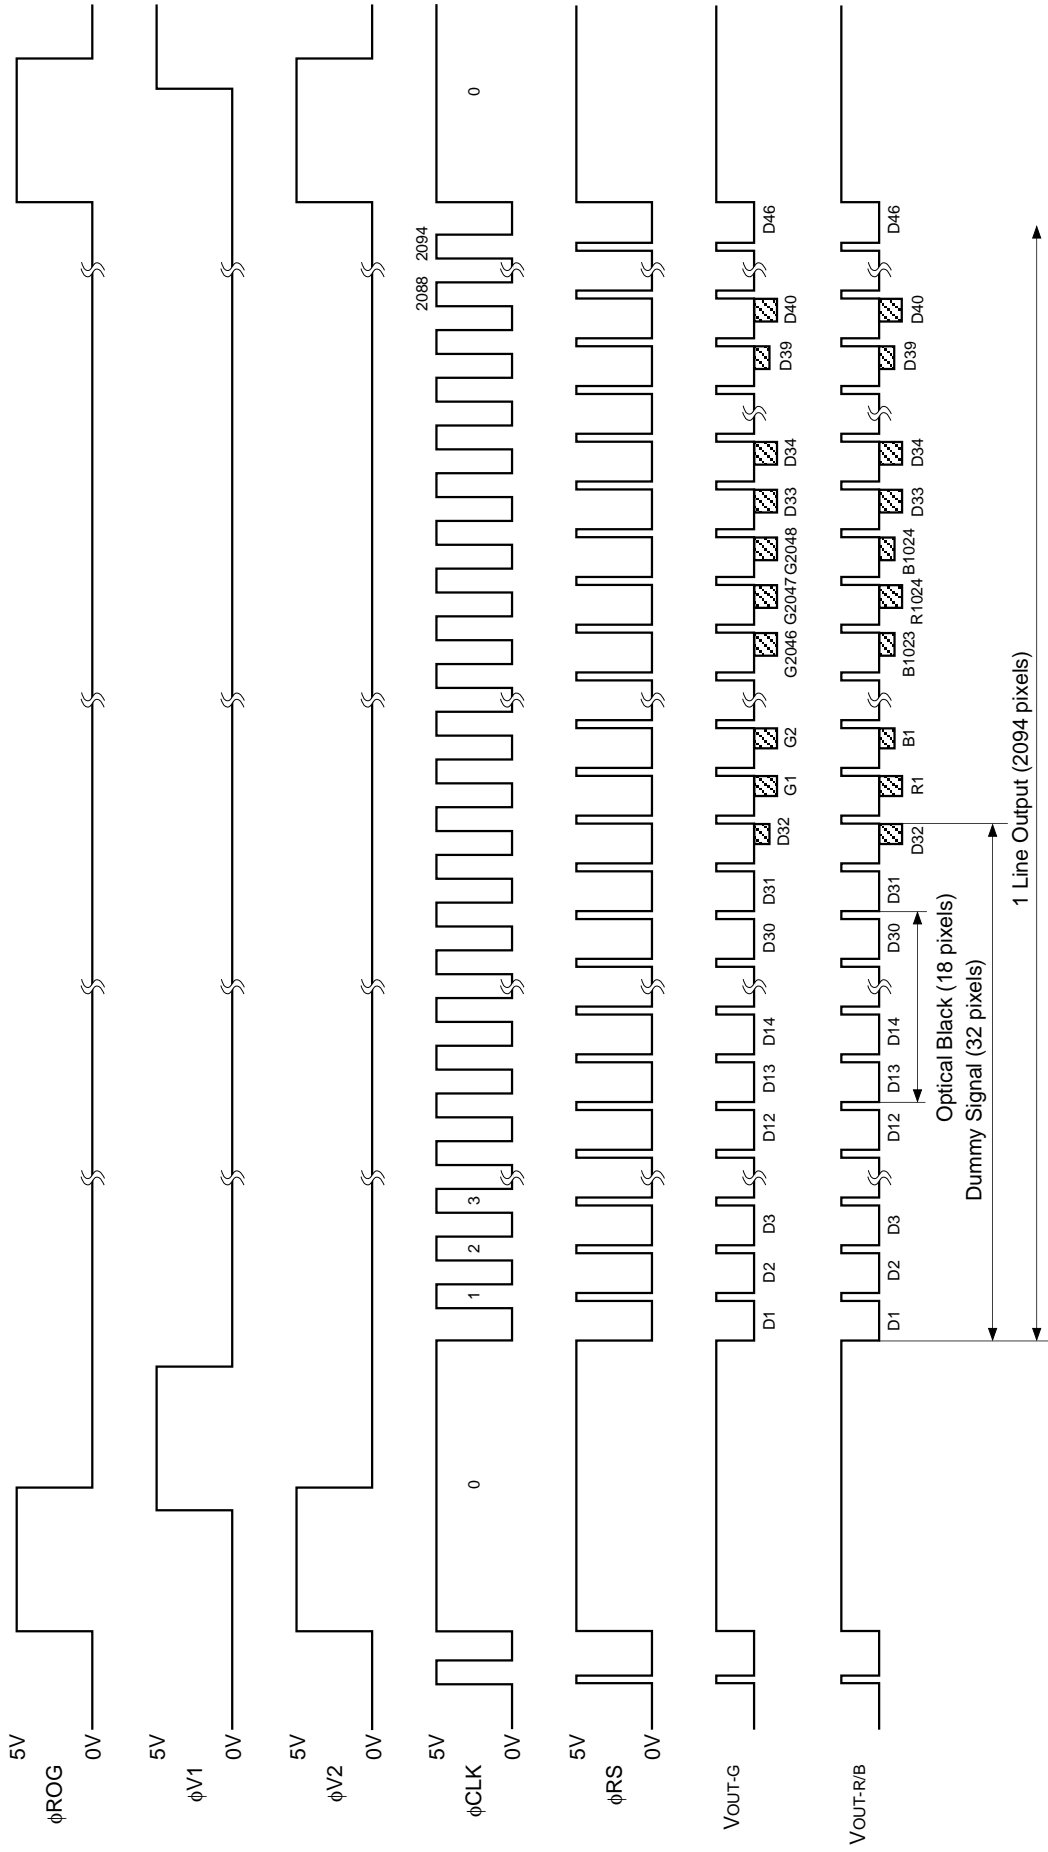 φROG
5V
0V
φV1
5V
0V
φV2
5V
0V
φCLK
5V
0V
0
1
2
3
2088
2094
0
φRS
5V
0V
VOUT-G
D1
D2
D3
D12
D13
D14
D30
D31
D32
G1
G2
G2046
G2047
G2048
D33
D34
D39
D40
D46
VOUT-R/B
D1
D2
D3
D12
D13
D14
D30
D31
D32
R1
B1
B1023
R1024
B1024
D33
D34
D39
D40
D46
Optical Black (18 pixels)
Dummy Signal (32 pixels)
1 Line Output (2094 pixels)